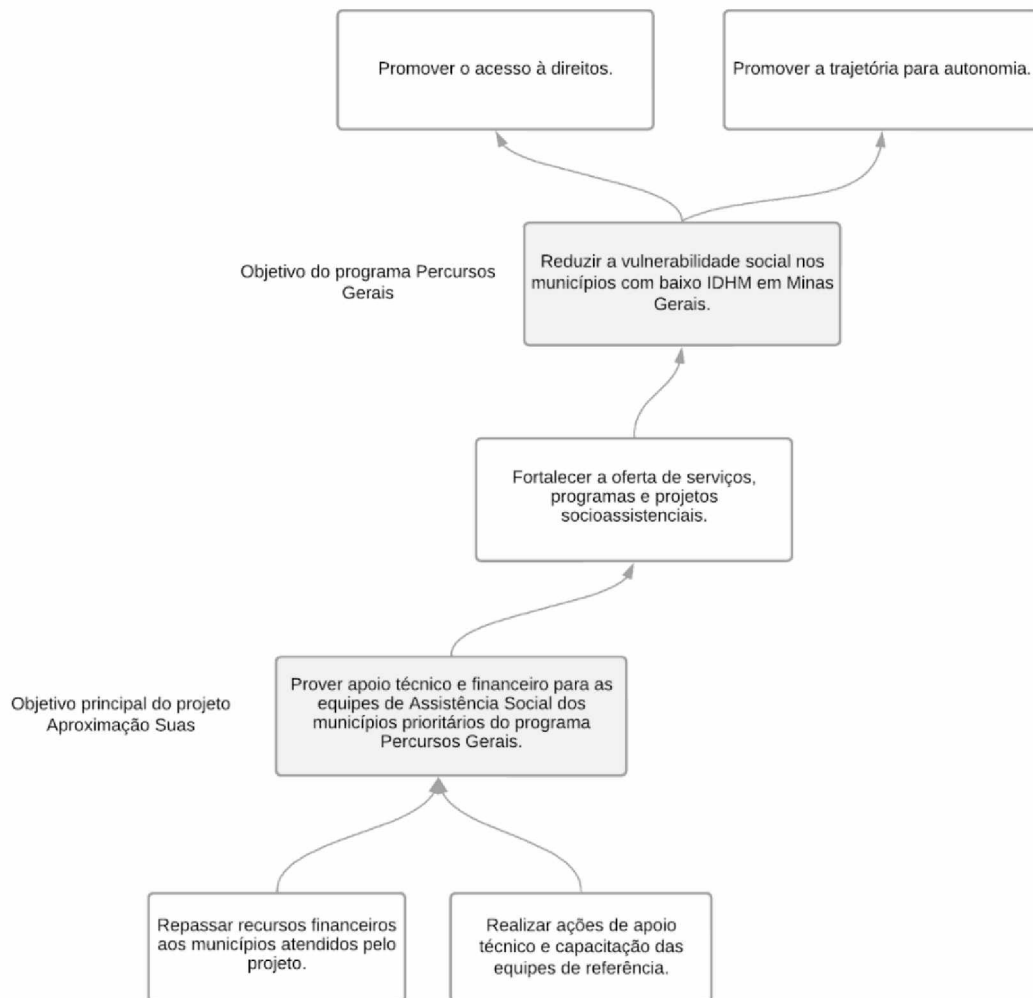 Promover o acesso à direitos.
Promover a trajetória para autonomia.
Objetivo do programa Percursos
Gerais
Reduzir a vulnerabilidade social nos
municípios com baixo IDHM em Minas
Gerais.
Fortalecer a oferta de serviços,
programas e projetos
socioassistenciais.
Objetivo principal do projeto
Aproximação Suas
Prover apoio técnico e financeiro para as
equipes de Assistência Social dos
municípios prioritários do programa
Percursos Gerais.
Repassar recursos financeiros
aos municípios atendidos pelo
projeto.
Realizar ações de apoio
técnico e capacitação das
equipes de referência.